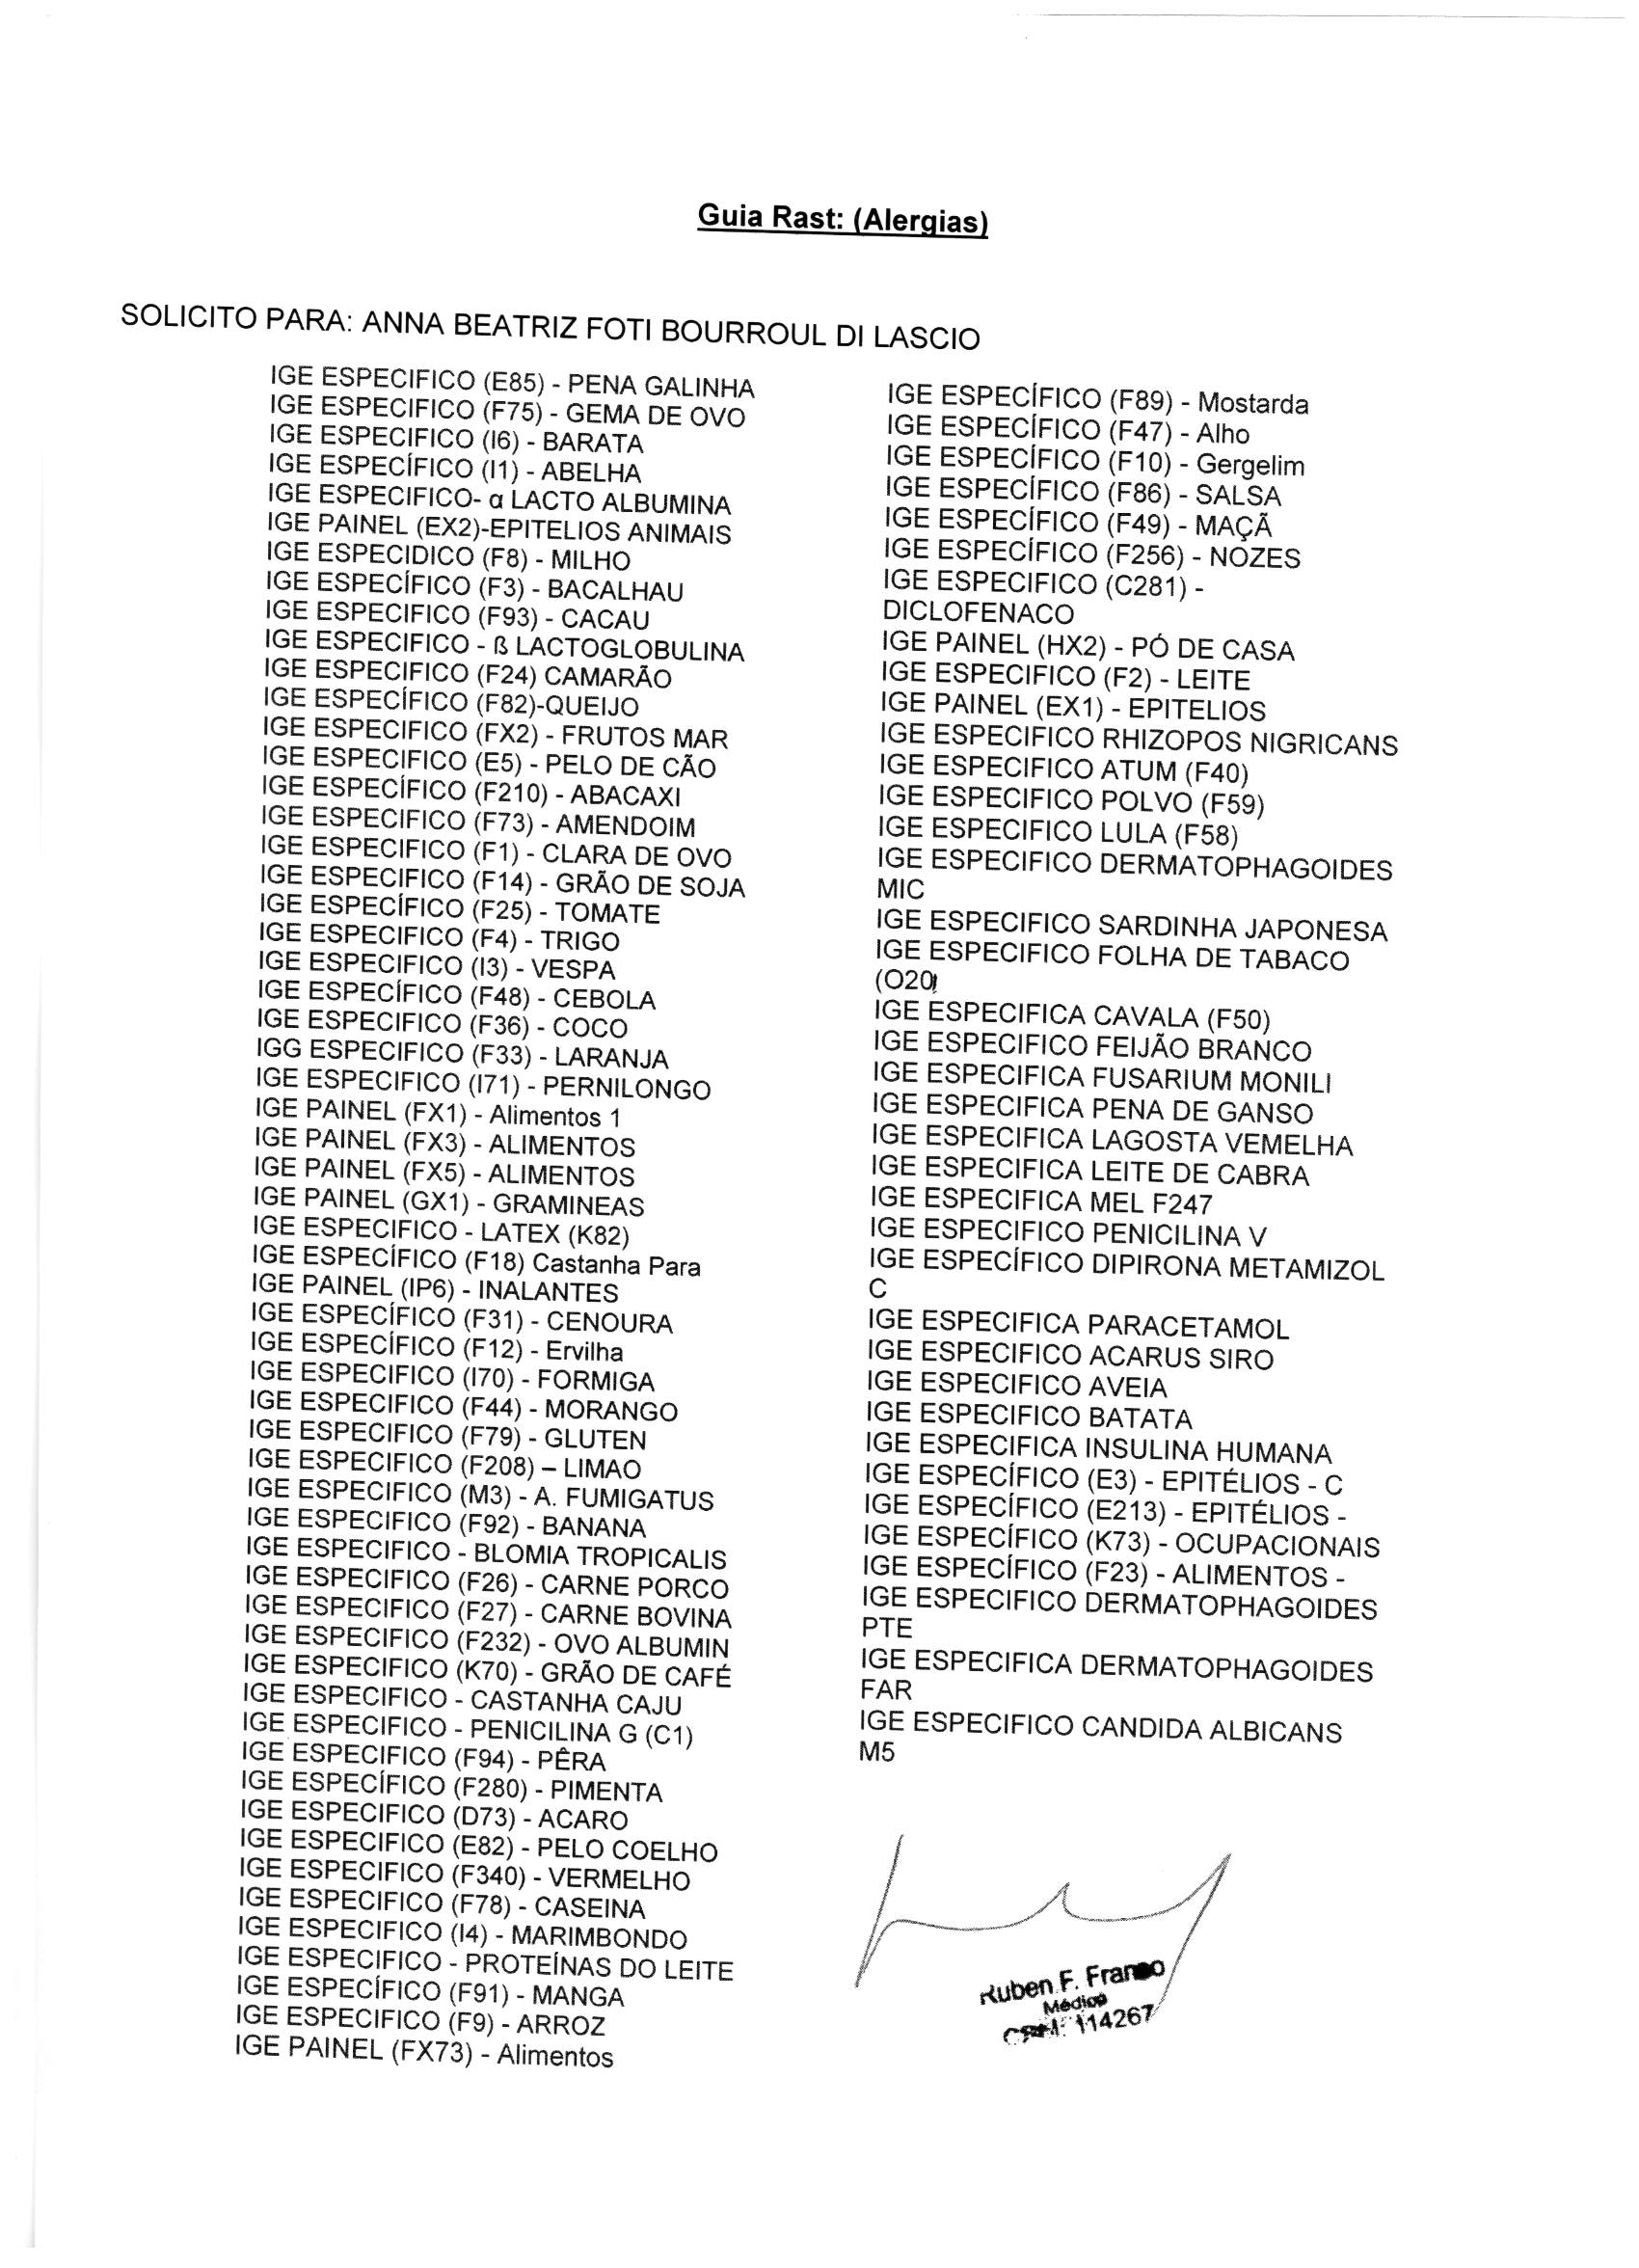 Guia Rast: (Alergias)
SOLICITO PARA: ANNA BEATRIZ FOTI BOURROUL DI LASCIO
IGE ESPECIFICO (E85) - PENA GALINHA
IGE ESPECIFICO (F75) - GEMA DE OVO
IGE ESPECIFICO (I6) - BARATA
IGE ESPECÍFICO (I1) - ABELHA
IGE ESPECIFICO- α LACTO ALBUMINA
IGE PAINEL (EX2)-EPITELIOS ANIMAIS
IGE ESPECIDICO (F8) - MILHO
IGE ESPECÍFICO (F3) - BACALHAU
IGE ESPECIFICO (F93) - CACAU
IGE ESPECIFICO - ß LACTOGLOBULINA
IGE ESPECIFICO (F24) CAMARÃO
IGE ESPECÍFICO (F82)-QUEIJO
IGE ESPECIFICO (FX2) - FRUTOS MAR
IGE ESPECIFICO (E5) - PELO DE CÃO
IGE ESPECÍFICO (F210) - ABACAXI
IGE ESPECIFICO (F73) - AMENDOIM
IGE ESPECIFICO (F1) - CLARA DE OVO
IGE ESPECIFICO (F14) - GRÃO DE SOJA
IGE ESPECÍFICO (F25) - TOMATE
IGE ESPECIFICO (F4) - TRIGO
IGE ESPECIFICO (I3) - VESPA
IGE ESPECÍFICO (F48) - CEBOLA
IGE ESPECIFICO (F36) - COCO
IGG ESPECIFICO (F33) - LARANJA
IGE ESPECIFICO (I71) - PERNILONGO
IGE PAINEL (FX1) - Alimentos 1
IGE PAINEL (FX3) - ALIMENTOS
IGE PAINEL (FX5) - ALIMENTOS
IGE PAINEL (GX1) - GRAMINEAS
IGE ESPECIFICO - LATEX (K82)
IGE ESPECÍFICO (F18) Castanha Para
IGE PAINEL (IP6) - INALANTES
IGE ESPECÍFICO (F31) - CENOURA
IGE ESPECÍFICO (F12) - Ervilha
IGE ESPECIFICO (I70) - FORMIGA
IGE ESPECIFICO (F44) - MORANGO
IGE ESPECIFICO (F79) - GLUTEN
IGE ESPECIFICO (F208) – LIMAO
IGE ESPECIFICO (M3) - A. FUMIGATUS
IGE ESPECIFICO (F92) - BANANA
IGE ESPECIFICO - BLOMIA TROPICALIS
IGE ESPECIFICO (F26) - CARNE PORCO
IGE ESPECIFICO (F27) - CARNE BOVINA
IGE ESPECIFICO (F232) - OVO ALBUMIN
IGE ESPECIFICO (K70) - GRÃO DE CAFÉ
IGE ESPECIFICO - CASTANHA CAJU
IGE ESPECIFICO - PENICILINA G (C1)
IGE ESPECIFICO (F94) - PÊRA
IGE ESPECÍFICO (F280) - PIMENTA
IGE ESPECIFICO (D73) - ACARO
IGE ESPECIFICO (E82) - PELO COELHO
IGE ESPECIFICO (F340) - VERMELHO
IGE ESPECIFICO (F78) - CASEINA
IGE ESPECIFICO (I4) - MARIMBONDO
IGE ESPECIFICO - PROTEÍNAS DO LEITE
IGE ESPECÍFICO (F91) - MANGA
IGE ESPECIFICO (F9) - ARROZ
IGE PAINEL (FX73) - Alimentos
IGE ESPECÍFICO (F89) - Mostarda
IGE ESPECÍFICO (F47) - Alho
IGE ESPECÍFICO (F10) - Gergelim
IGE ESPECÍFICO (F86) - SALSA
IGE ESPECÍFICO (F49) - MAÇÃ
IGE ESPECÍFICO (F256) - NOZES
IGE ESPECIFICO (C281) -
DICLOFENACO
IGE PAINEL (HX2) - PÓ DE CASA
IGE ESPECIFICO (F2) - LEITE
IGE PAINEL (EX1) - EPITELIOS
IGE ESPECIFICO RHIZOPOS NIGRICANS
IGE ESPECIFICO ATUM (F40)
IGE ESPECIFICO POLVO (F59)
IGE ESPECIFICO LULA (F58)
IGE ESPECIFICO DERMATOPHAGOIDES
MIC
IGE ESPECIFICO SARDINHA JAPONESA
IGE ESPECIFICO FOLHA DE TABACO
(O20)
IGE ESPECIFICA CAVALA (F50)
IGE ESPECIFICO FEIJÃO BRANCO
IGE ESPECIFICA FUSARIUM MONILI
IGE ESPECIFICA PENA DE GANSO
IGE ESPECIFICA LAGOSTA VEMELHA
IGE ESPECIFICA LEITE DE CABRA
IGE ESPECIFICA MEL F247
IGE ESPECIFICO PENICILINA V
IGE ESPECÍFICO DIPIRONA METAMIZOL
C
IGE ESPECIFICA PARACETAMOL
IGE ESPECIFICO ACARUS SIRO
IGE ESPECIFICO AVEIA
IGE ESPECIFICO BATATA
IGE ESPECIFICA INSULINA HUMANA
IGE ESPECÍFICO (E3) - EPITÉLIOS - C
IGE ESPECÍFICO (E213) - EPITÉLIOS -
IGE ESPECÍFICO (K73) - OCUPACIONAIS
IGE ESPECÍFICO (F23) - ALIMENTOS -
IGE ESPECIFICO DERMATOPHAGOIDES
PTE
IGE ESPECIFICA DERMATOPHAGOIDES
FAR
IGE ESPECIFICO CANDIDA ALBICANS
M5
Ruben F. Franco
Médico
CRM: 114267